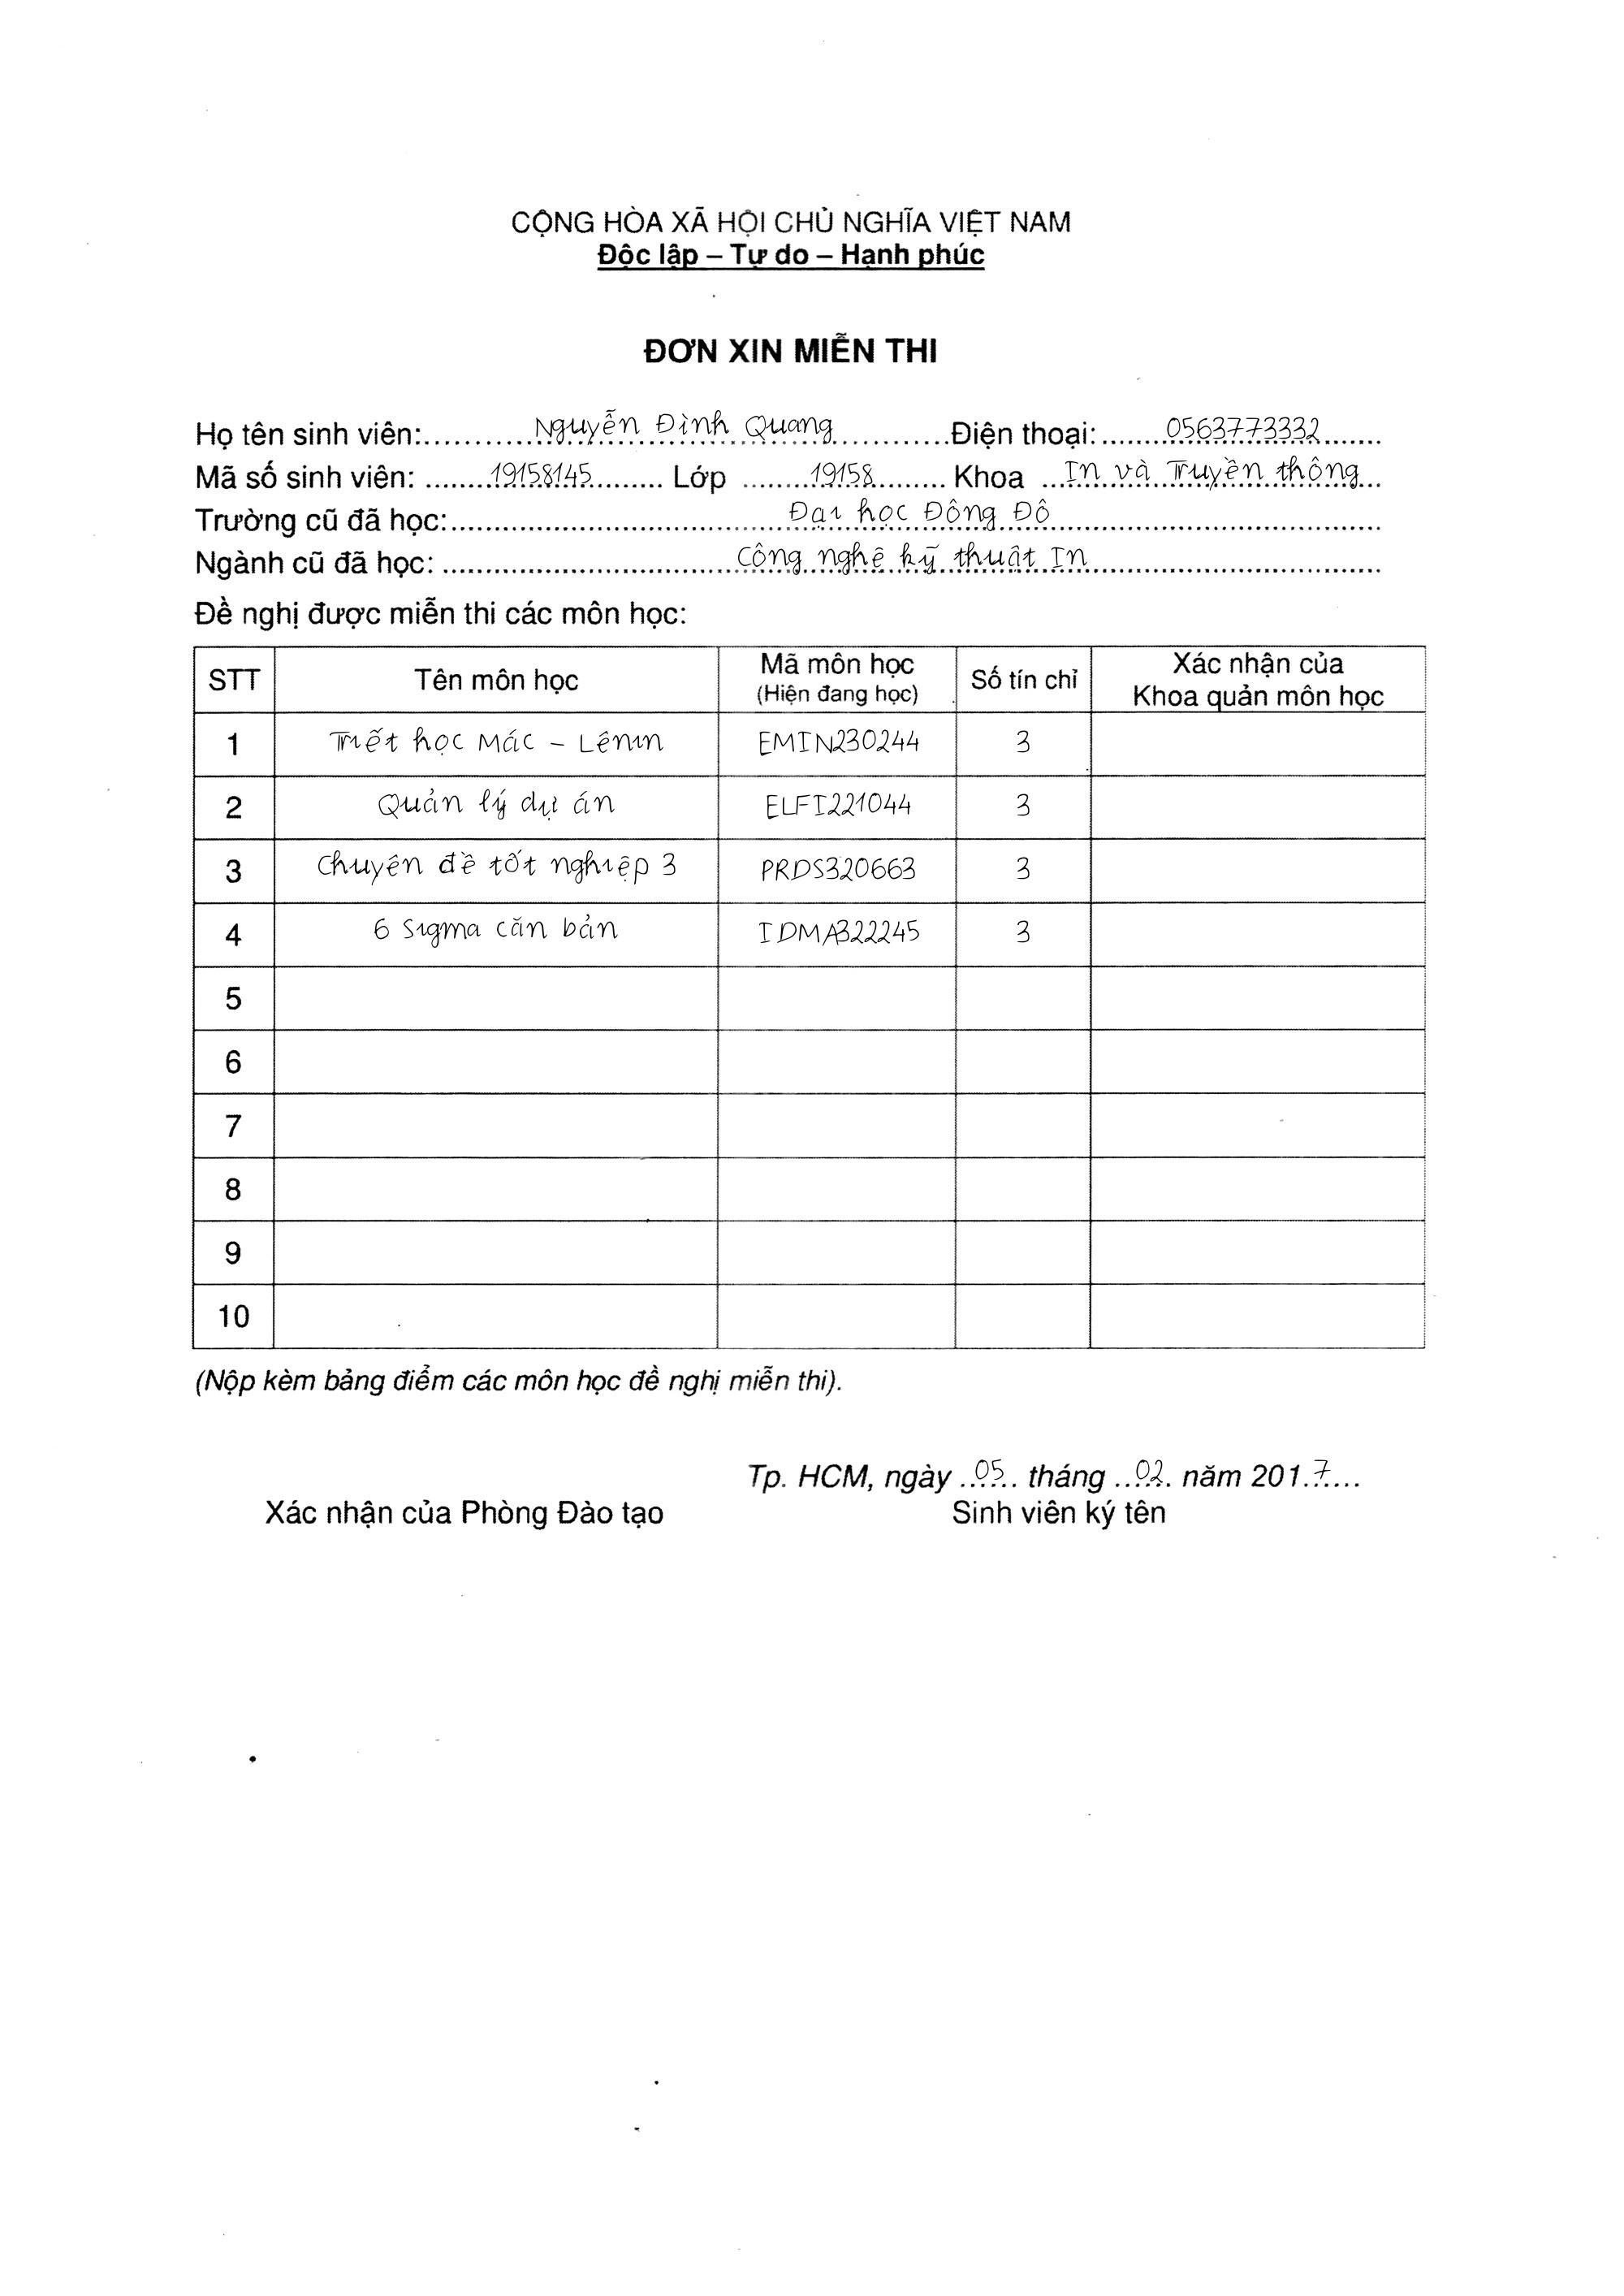 CỘNG HÒA XÃ HỘI CHỦ NGHĨA VIỆT NAM
Độc lập – Tự do – Hạnh phúc
ĐƠN XIN MIỄN THI
Họ tên sinh viên: Nguyễn Đình Quang Điện thoại: 0563773332
Mã số sinh viên: 19158145 Lớp 19158 Khoa In và Truyền thông
Trường cũ đã học: Đại học Đông Đô
Ngành cũ đã học: Công nghệ kỹ thuật In
Đề nghị được miễn thi các môn học:
STT Tên môn học Mã môn học (Hiện đang học) Số tín chỉ Xác nhận của Khoa quản môn học
1 Triết học Mác – Lênin EMIN230244 3
2 Quản lý dự án ELFI221044 3
3 Chuyên đề tốt nghiệp 3 PRDS320663 3
4 6 Sigma căn bản IDMA322245 3
5
6
7
8
9
10
(Nộp kèm bảng điểm các môn học đề nghị miễn thi).
Tp. HCM, ngày 05 tháng 02 năm 2017
Xác nhận của Phòng Đào tạo Sinh viên ký tên